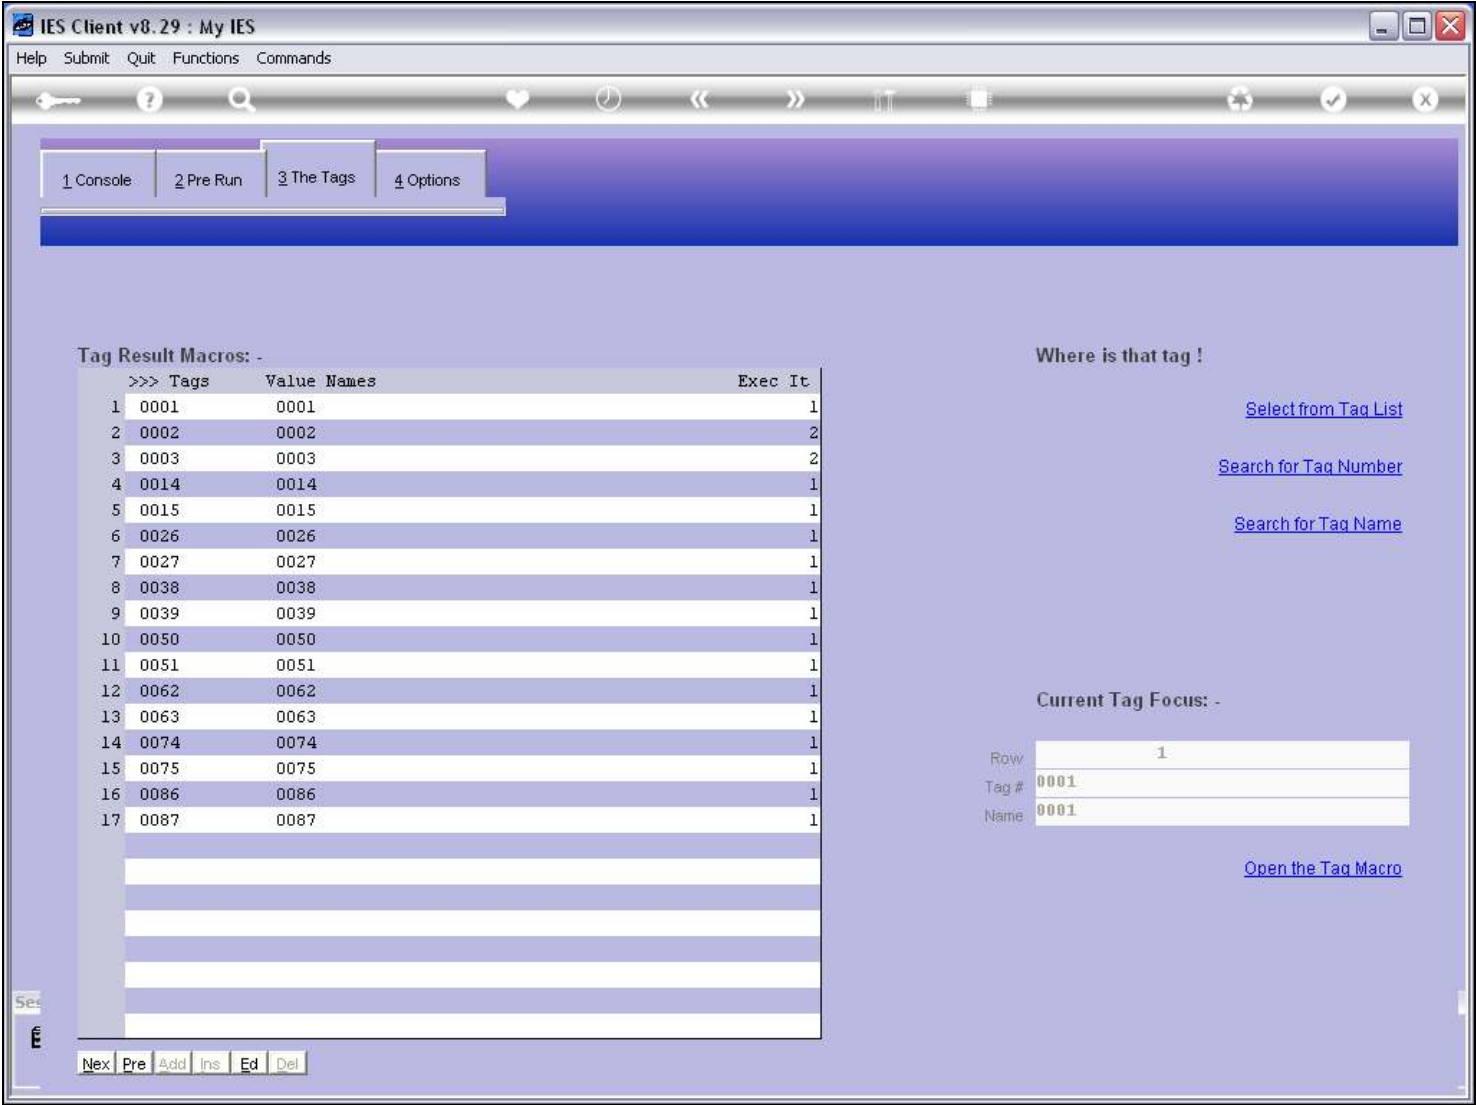 IES Client v8.29 : My IES
Help Submit Quit Functions Commands
1 Console 2 Pre Run 3 The Tags 4 Options
Tag Result Macros: -
>>> Tags Value Names Exec It
1 0001 0001 1
2 0002 0002 2
3 0003 0003 2
4 0014 0014 1
5 0015 0015 1
6 0026 0026 1
7 0027 0027 1
8 0038 0038 1
9 0039 0039 1
10 0050 0050 1
11 0051 0051 1
12 0062 0062 1
13 0063 0063 1
14 0074 0074 1
15 0075 0075 1
16 0086 0086 1
17 0087 0087 1
Nex Pre Add Ins Ed Del
Where is that tag !
Select from Tag List
Search for Tag Number
Search for Tag Name
Current Tag Focus: -
Row 1
Tag # 0001
Name 0001
Open the Tag Macro
Ses